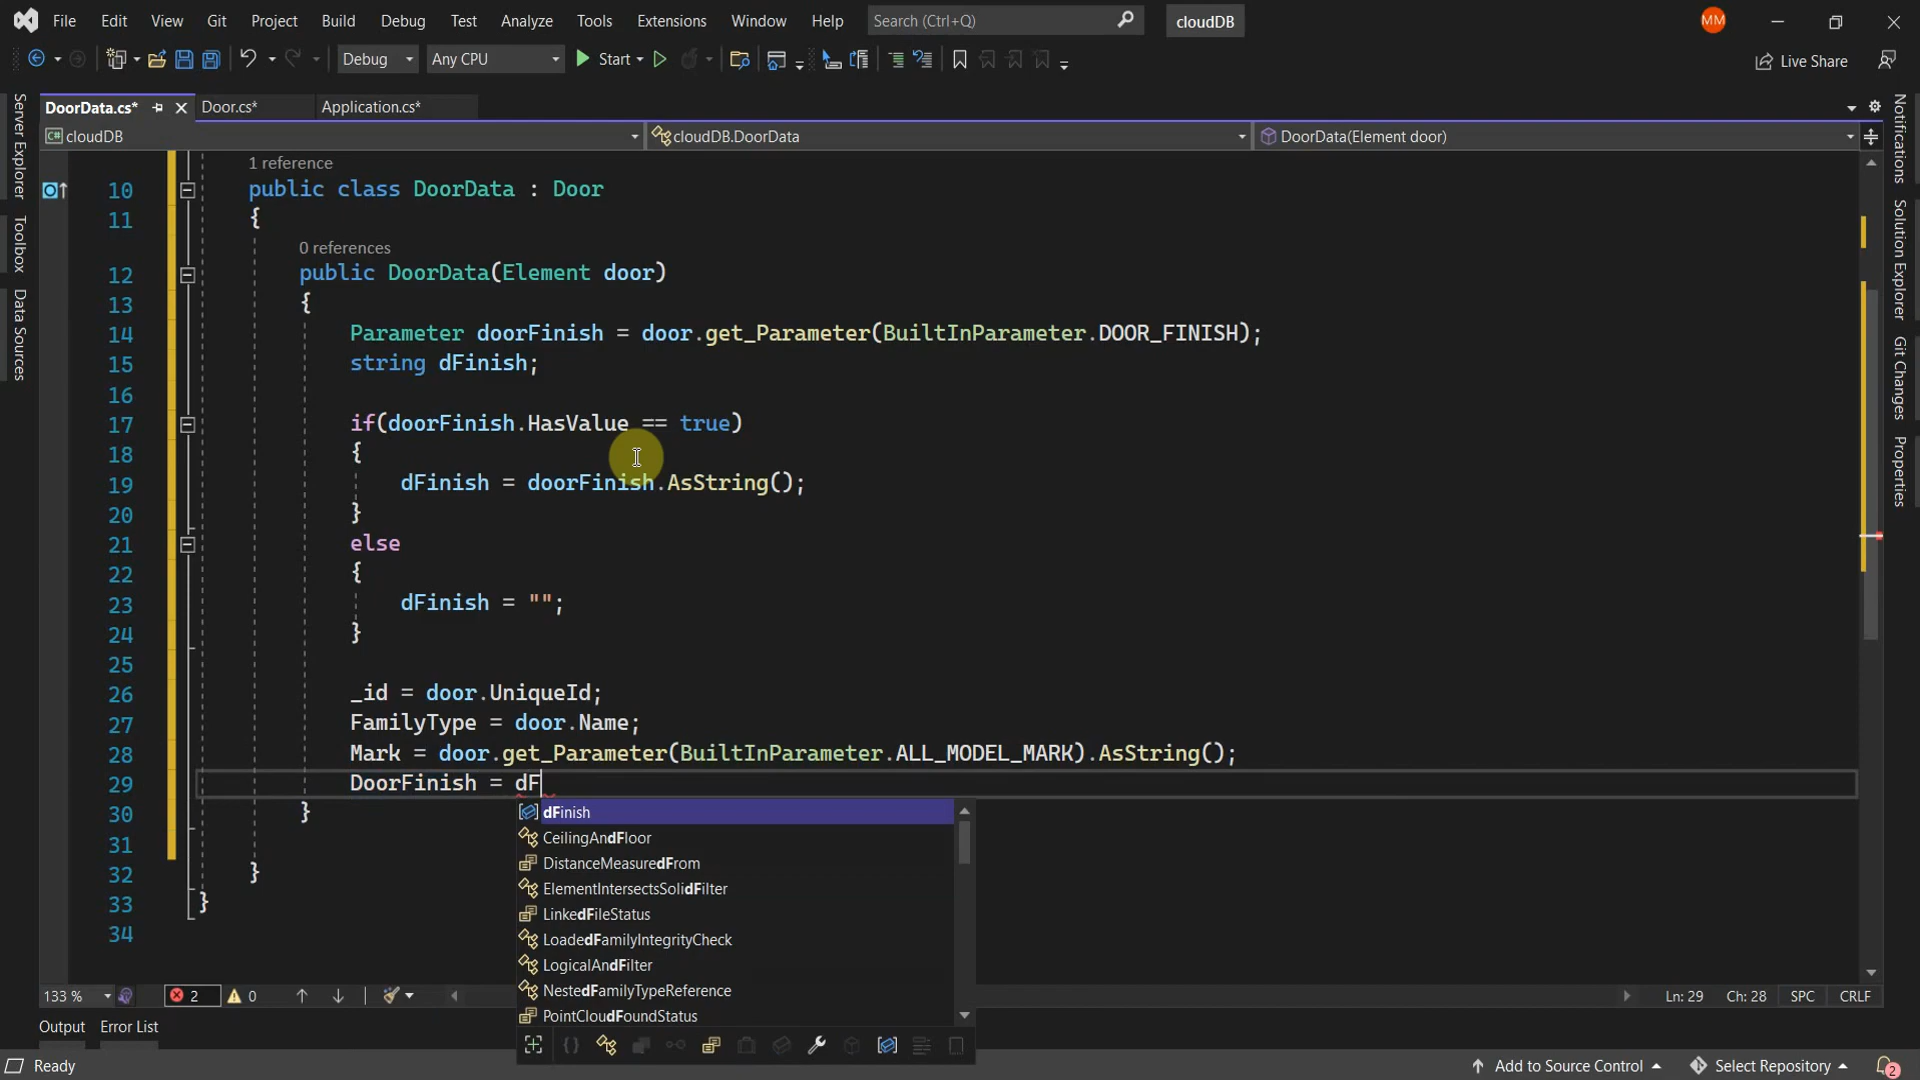 File Edit View Git Project Build Debug Test Analyze Tools Extensions Window Help Search (Ctrl+Q) cloudDB MM
Debug Any CPU Start Live Share
DoorData.cs* Door.cs* Application.cs*
C# cloudDB cloudDB.DoorData DoorData(Element door)
Server Explorer
Toolbox
Data Sources
1 reference
10 public class DoorData : Door
11 {
0 references
12 public DoorData(Element door)
13 {
14 Parameter doorFinish = door.get_Parameter(BuiltInParameter.DOOR_FINISH);
15 string dFinish;
16
17 if(doorFinish.HasValue == true)
18 {
19 dFinish = doorFinish.AsString();
20 }
21 else
22 {
23 dFinish = "";
24 }
25
26 _id = door.UniqueId;
27 FamilyType = door.Name;
28 Mark = door.get_Parameter(BuiltInParameter.ALL_MODEL_MARK).AsString();
29 DoorFinish = dF
30 }
31
32 }
33 }
34
dFinish
CeilingAndFloor
DistanceMeasuredFrom
ElementIntersectsSolidFilter
LinkedFileStatus
LoadedFamilyIntegrityCheck
LogicalAndFilter
NestedFamilyTypeReference
PointCloudFoundStatus
Notifications
Solution Explorer
Git Changes
Properties
133 % 2 0 Ln: 29 Ch: 28 SPC CRLF
Output Error List
Ready Add to Source Control Select Repository 2